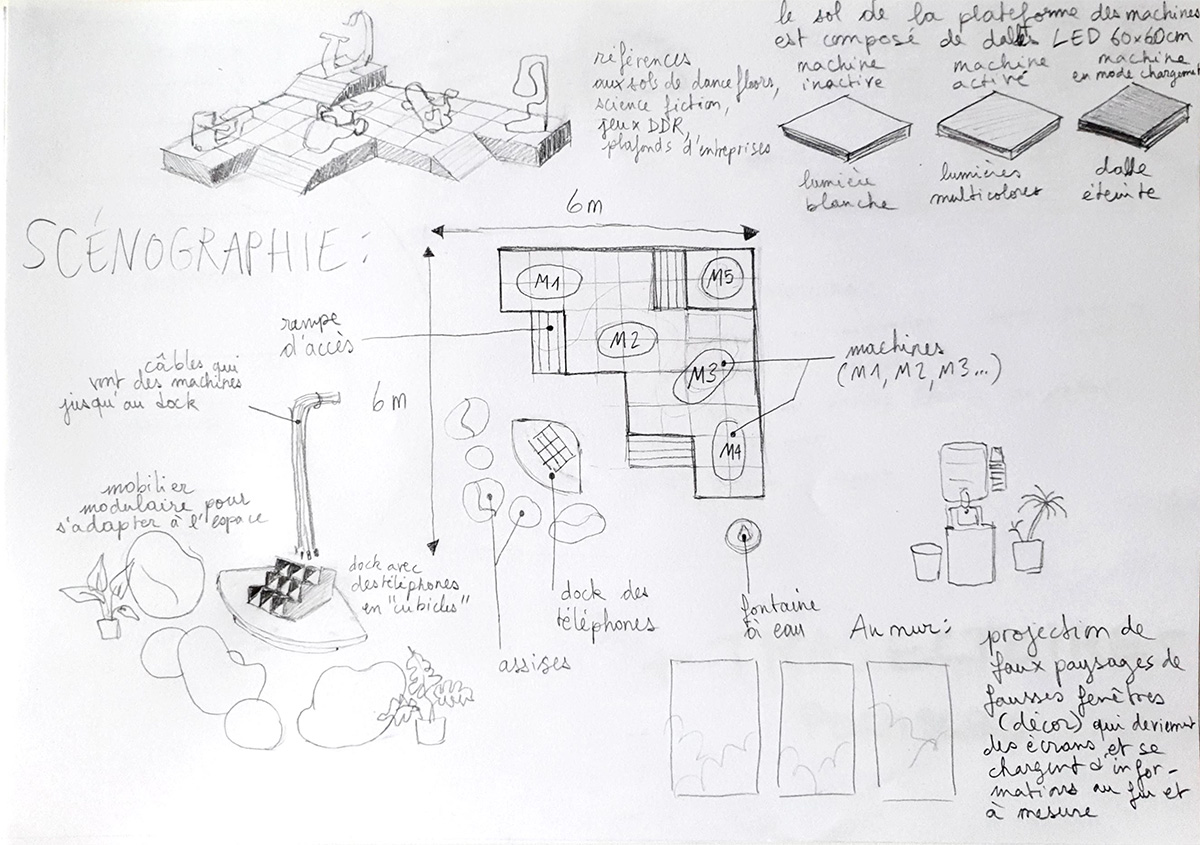 le sol de la plateforme des machines
est composé de dalles LED 60x60cm
machine
inactive
machine
activé
machine
en mode chargement
lumière
blanche
lumières
multicolores
dalle
éteinte
références
aux sols de dancefloors,
science fiction,
jeux DDR,
plafonds d'entreprises
SCÉNOGRAPHIE :
6m
6m
M1
M5
M2
M3
M4
rampe
d'accès
machines
(M1, M2, M3...)
câbles qui
vont des machines
jusqu'au dock
mobilier
modulaire pour
s'adapter à l'espace
dock avec
des téléphones
en "cubicles"
dock des
téléphones
assises
fontaine
à eau
Au mur :
projection de
faux paysages de
fausses fenêtres
(décor) qui deviennent
des écrans et se
chargent d'infor-
mations au fur et
à mesure